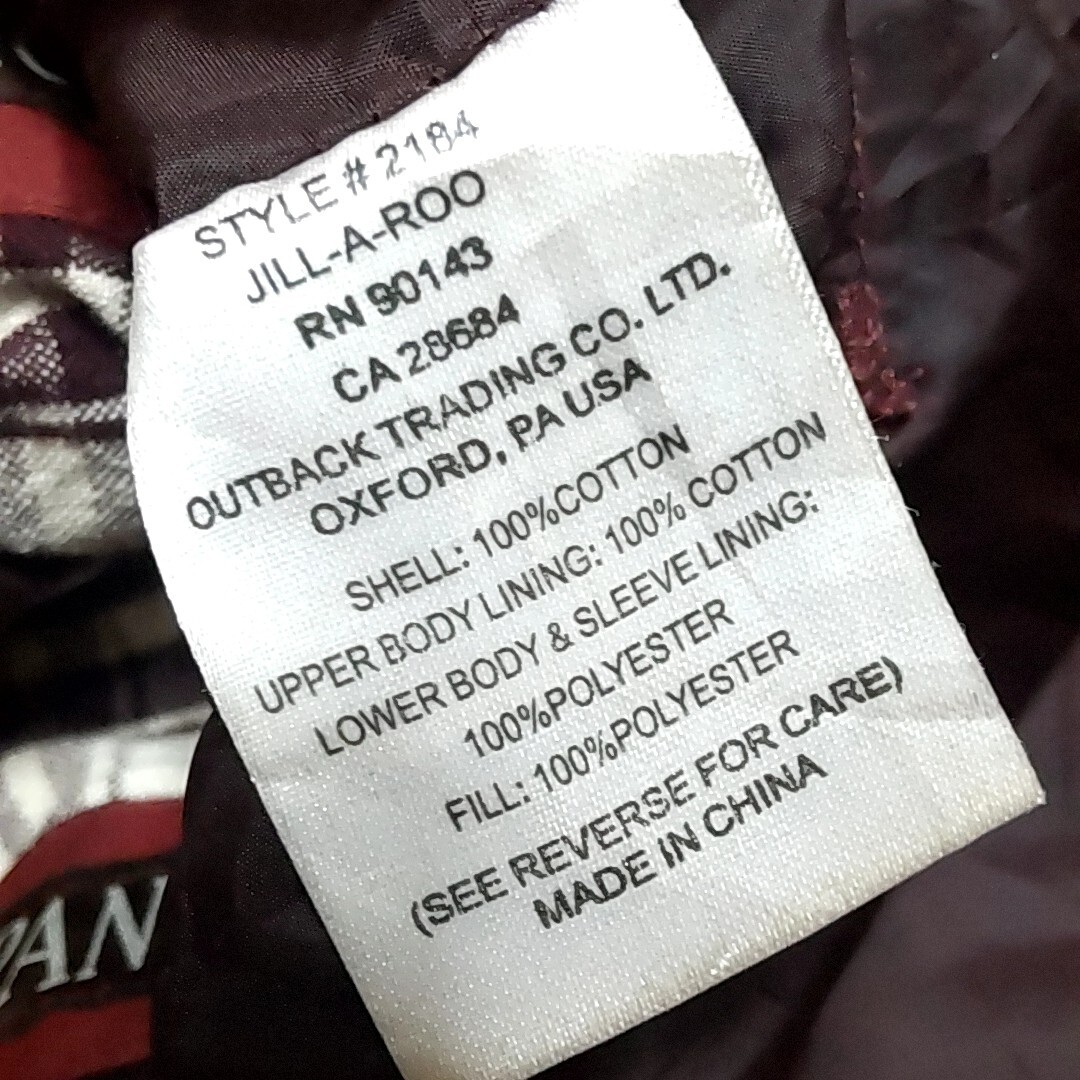 STYLE # 2184
JILL-A-ROO
RN 90143
CA 28684
OUTBACK TRADING CO. LTD.
OXFORD, PA USA
SHELL: 100%COTTON
UPPER BODY LINING: 100% COTTON
LOWER BODY & SLEEVE LINING:
100%POLYESTER
FILL: 100%POLYESTER
(SEE REVERSE FOR CARE)
MADE IN CHINA
PAN